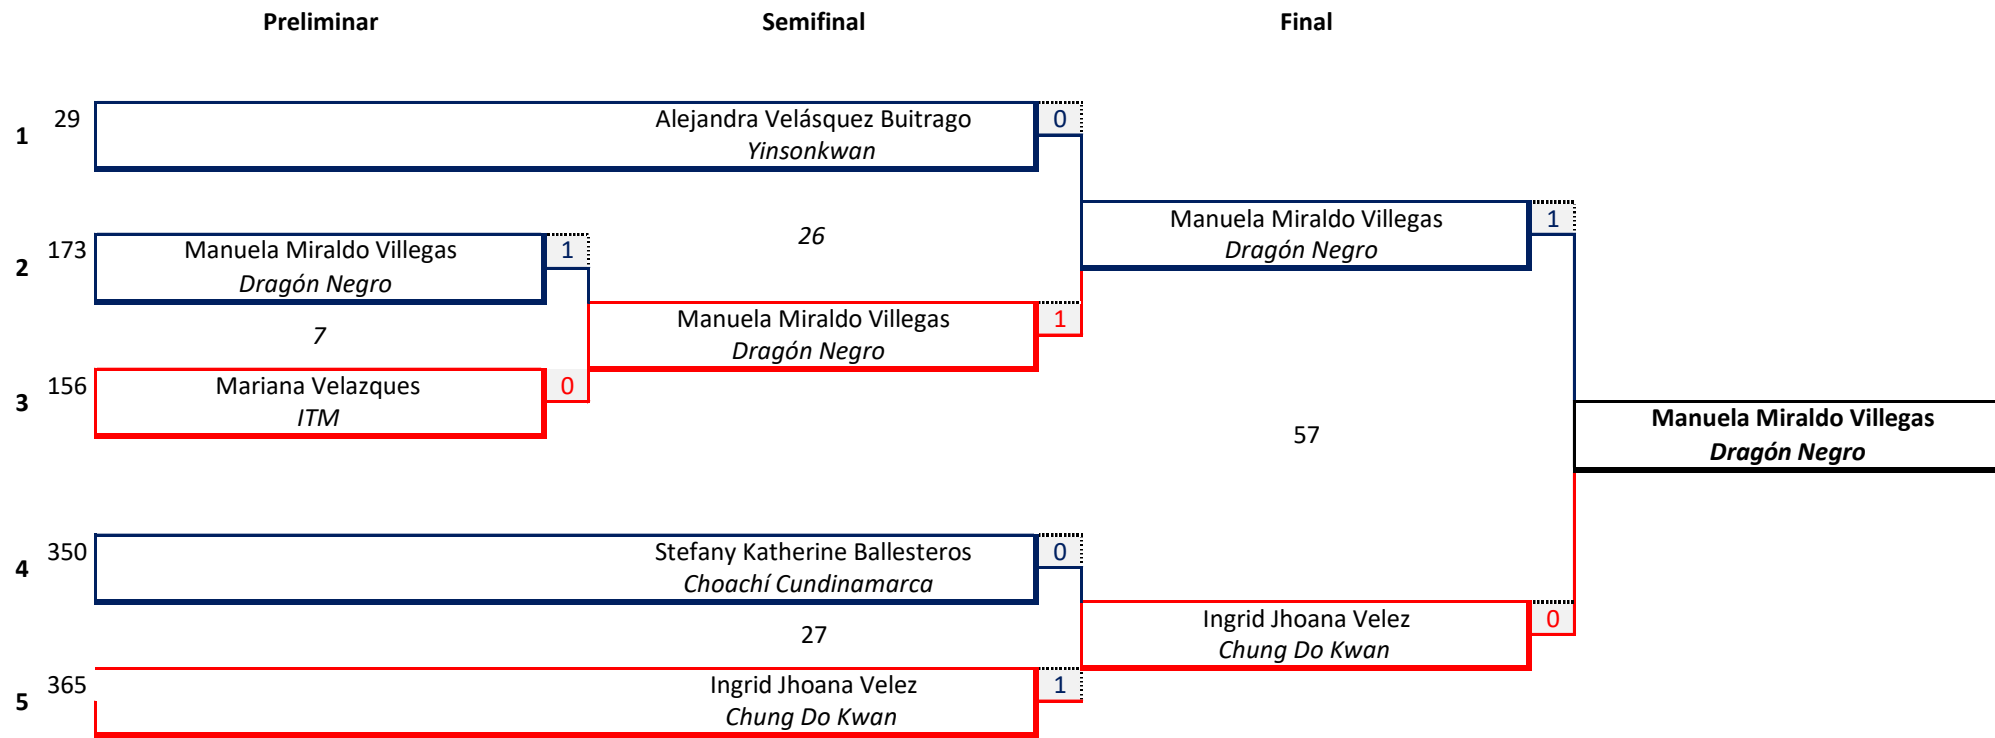 Preliminar Semifinal Final
29
1
Alejandra Velásquez Buitrago
Yinsonkwan
0
173
2
Manuela Miraldo Villegas
Dragón Negro
1
7
156
3
Mariana Velazques
ITM
0
26
Manuela Miraldo Villegas
Dragón Negro
1
Manuela Miraldo Villegas
Dragón Negro
1
350
4
Stefany Katherine Ballesteros
Choachí Cundinamarca
0
27
365
5
Ingrid Jhoana Velez
Chung Do Kwan
1
57
Ingrid Jhoana Velez
Chung Do Kwan
0
Manuela Miraldo Villegas
Dragón Negro